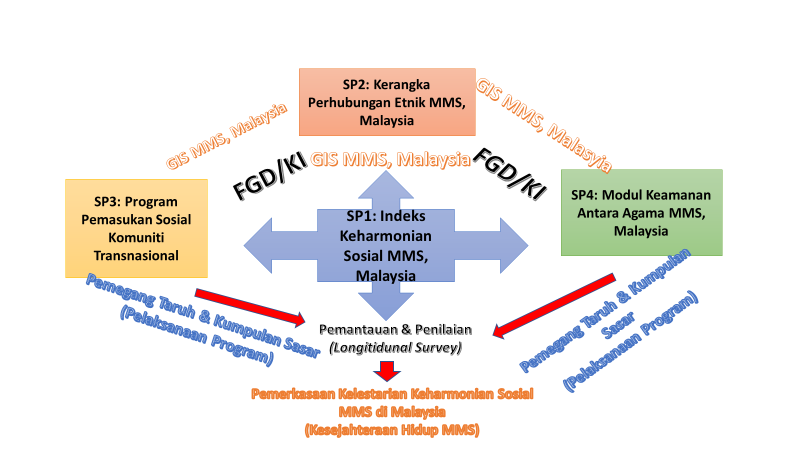 SP2: Kerangka
Perhubungan Etnik MMS,
Malaysia
GIS MMS, Malaysia
GIS MMS, Malasyia
FGD/KI
GIS MMS, Malaysia
FGD/KI
SP3: Program
Pemasukan Sosial
Komuniti
Transnasional
SP1: Indeks
Keharmonian
Sosial MMS,
Malaysia
SP4: Modul Keamanan
Antara Agama MMS,
Malaysia
Pemegang Taruh & Kumpulan Sasar
(Pelaksanaan Program)
Pemegang Taruh & Kumpulan
Sasar
(Pelaksanaan Program)
Pemantauan & Penilaian
(Longitidunal Survey)
Pemerkasaan Kelestarian Keharmonian Sosial
MMS di Malaysia
(Kesejahteraan Hidup MMS)